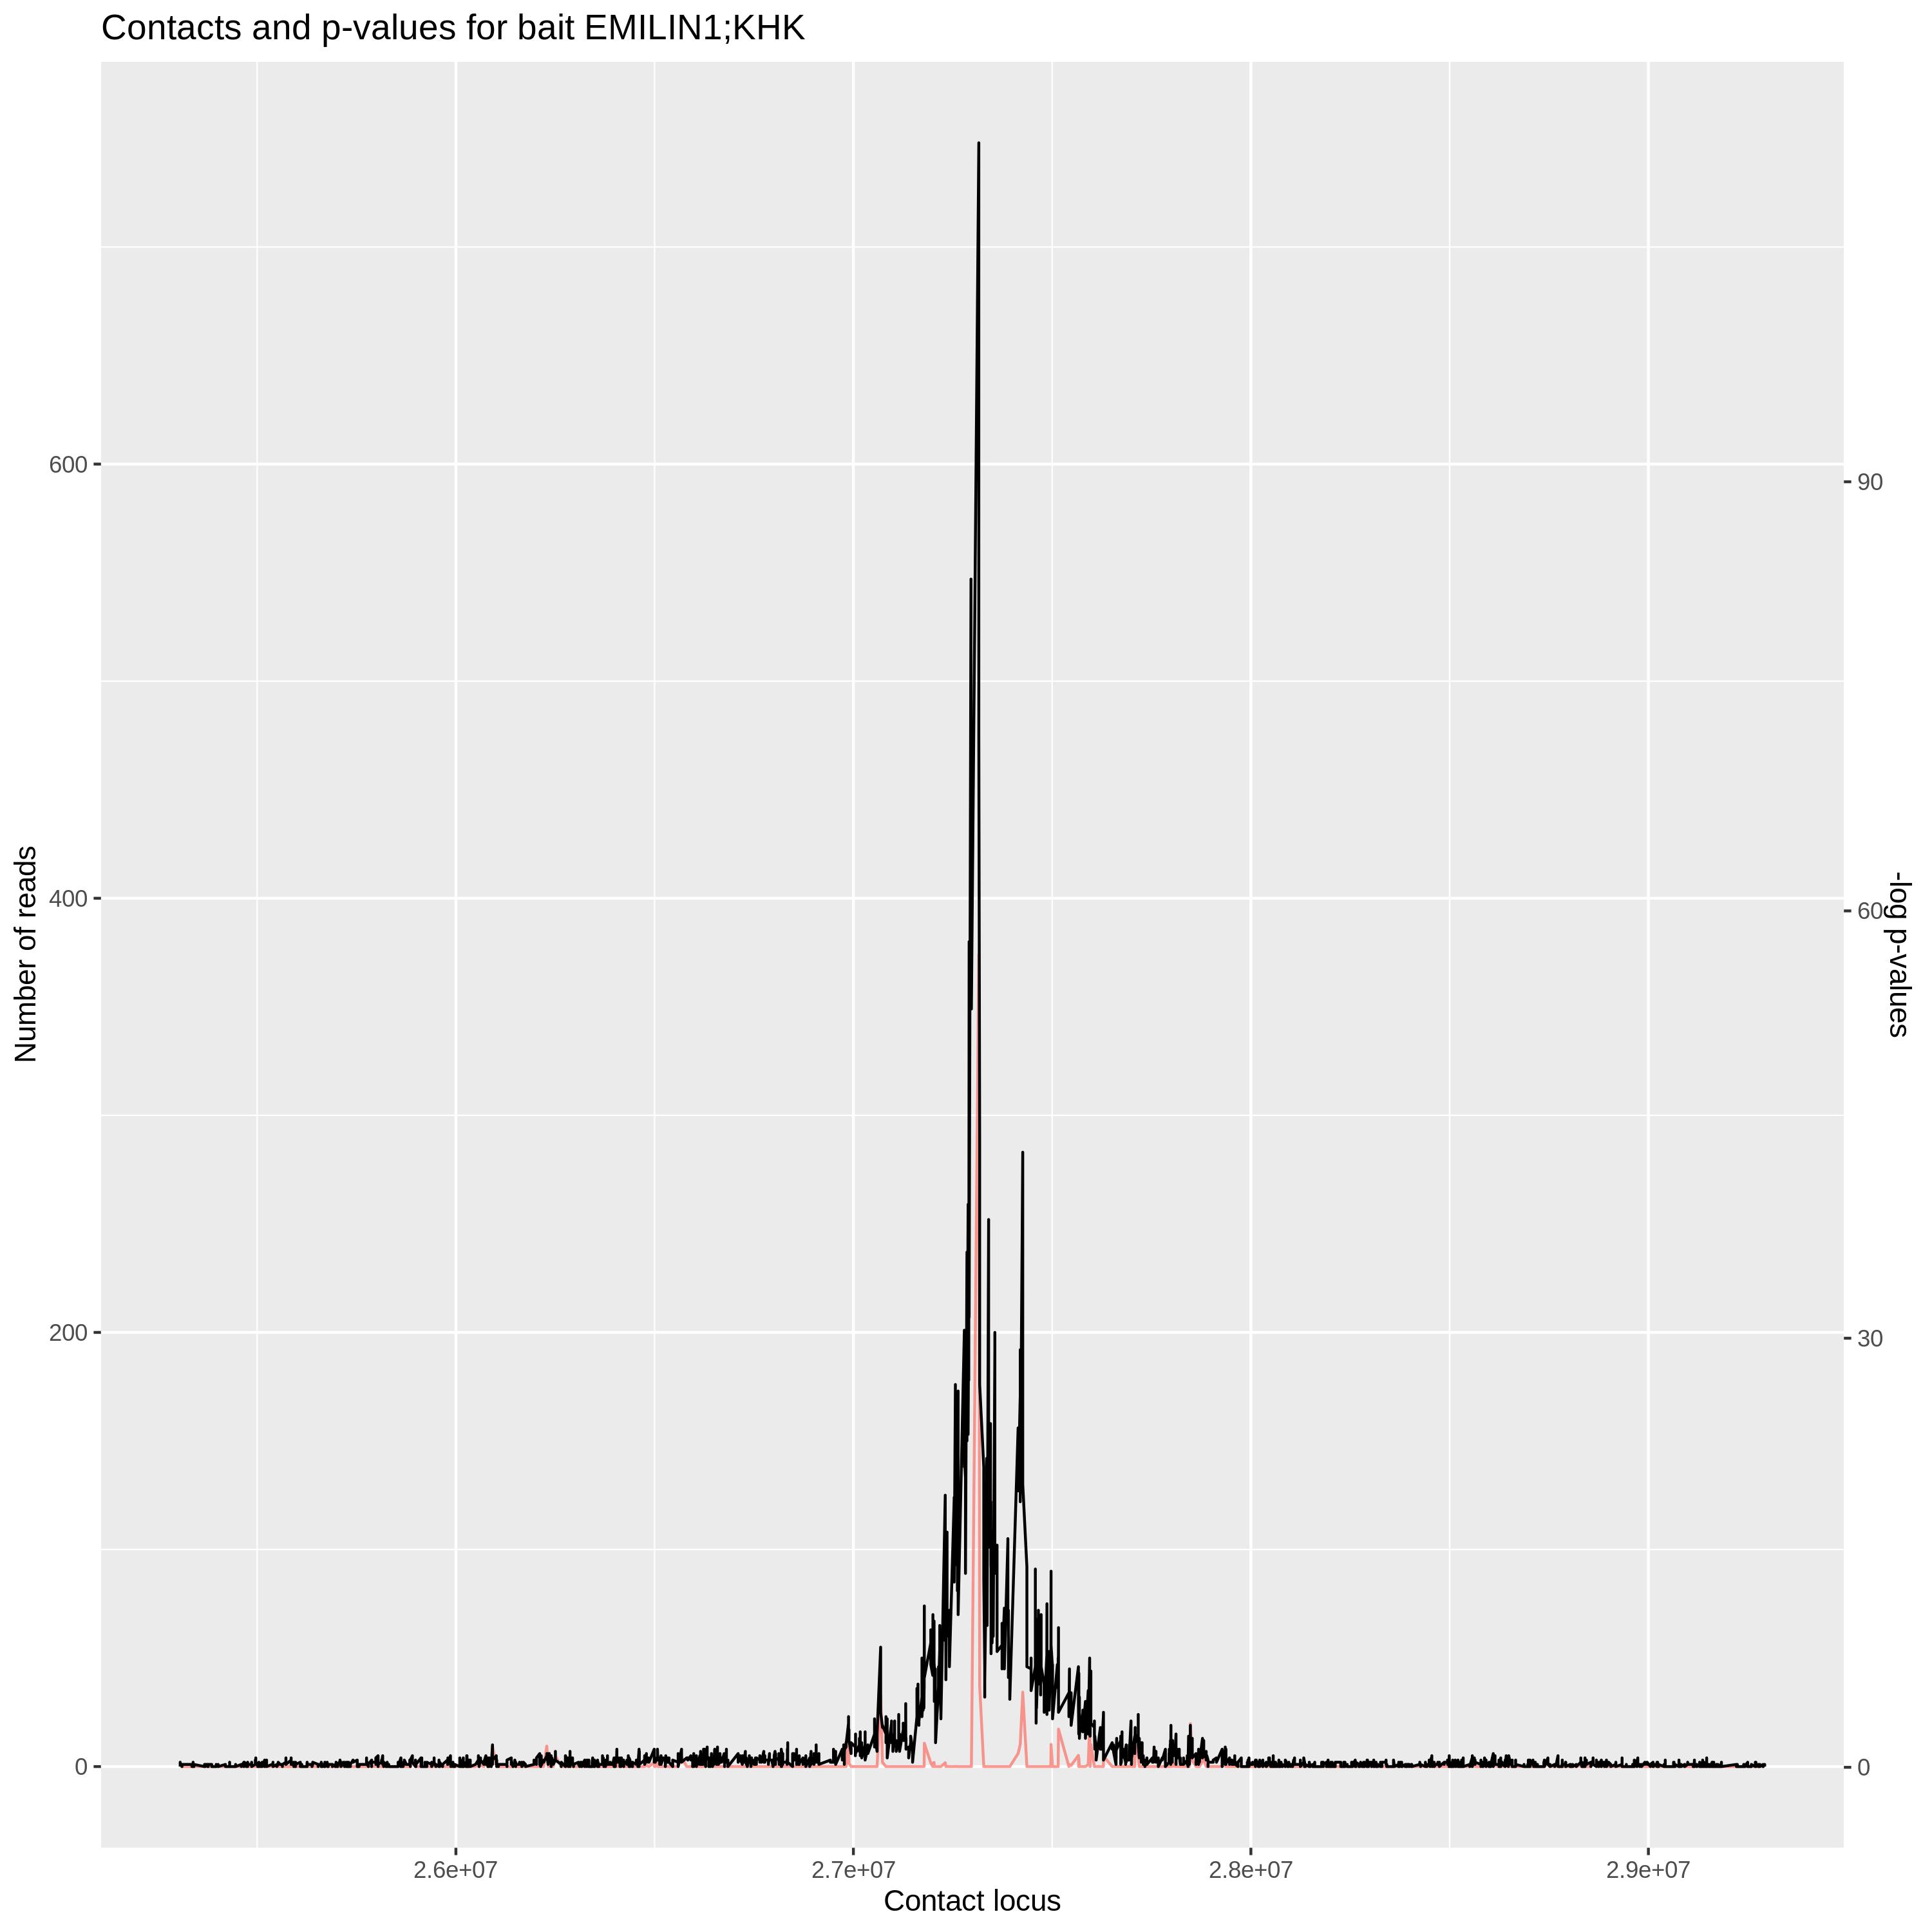 Contacts and p-values for bait EMILIN1;KHK
Number of reads
600
400
200
0
90
60
30
0
-log p-values
2.6e+07
2.7e+07
2.8e+07
2.9e+07
Contact locus